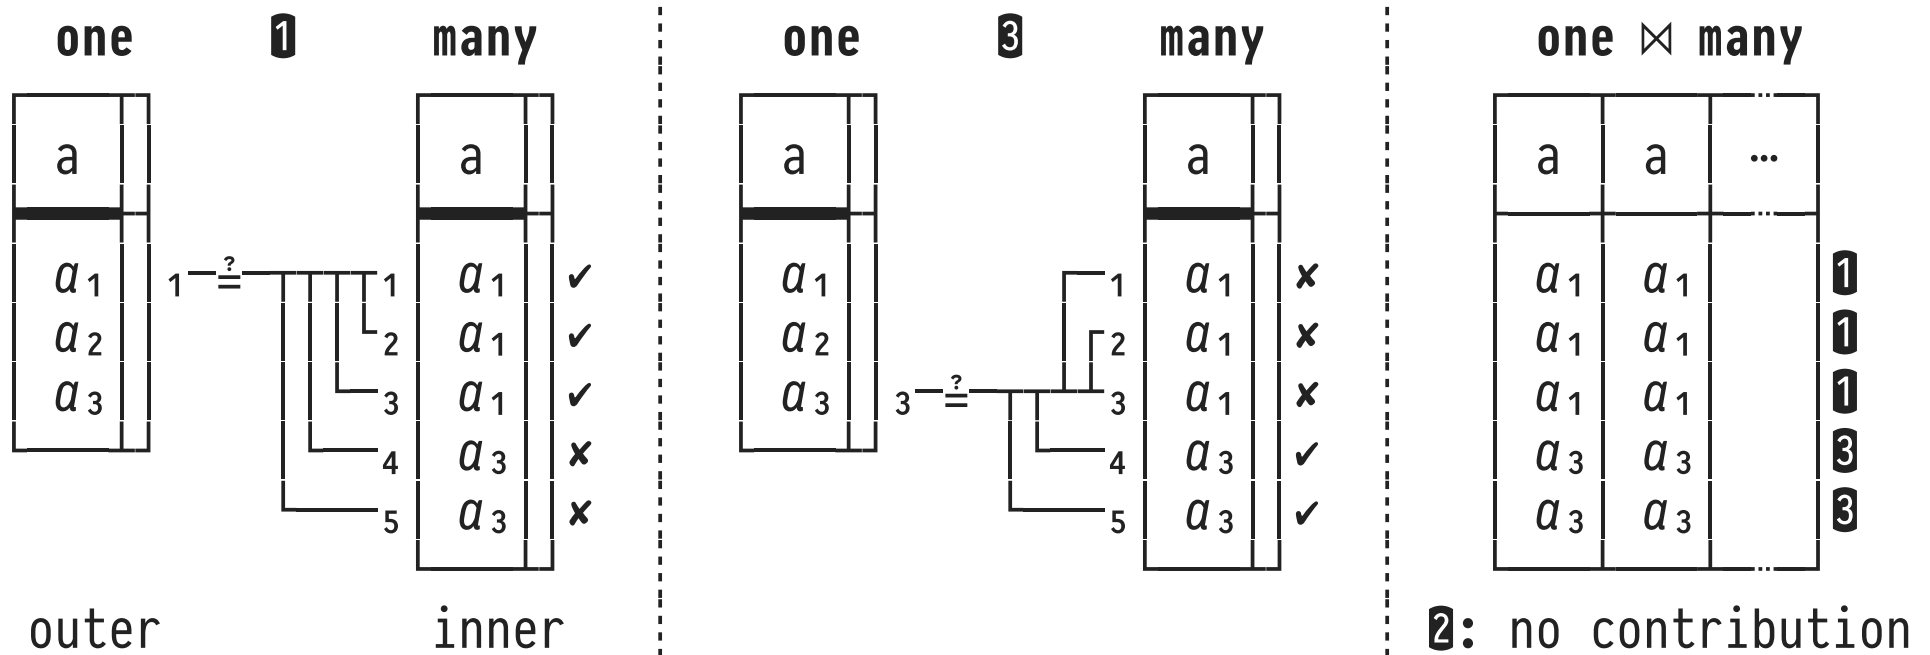 one 1 many one 3 many one ⋈ many
a a a a a a ···
a1 1 ≟ 1 a1 ✔ a1 1 a1 ✘ a1 a1 1
a2 2 a1 ✔ a2 2 a1 ✘ a1 a1 1
a3 3 a1 ✔ a3 3 ≟ 3 a1 ✘ a1 a1 1
4 a3 ✘ 4 a3 ✔ a3 a3 3
5 a3 ✘ 5 a3 ✔ a3 a3 3
outer inner 2: no contribution